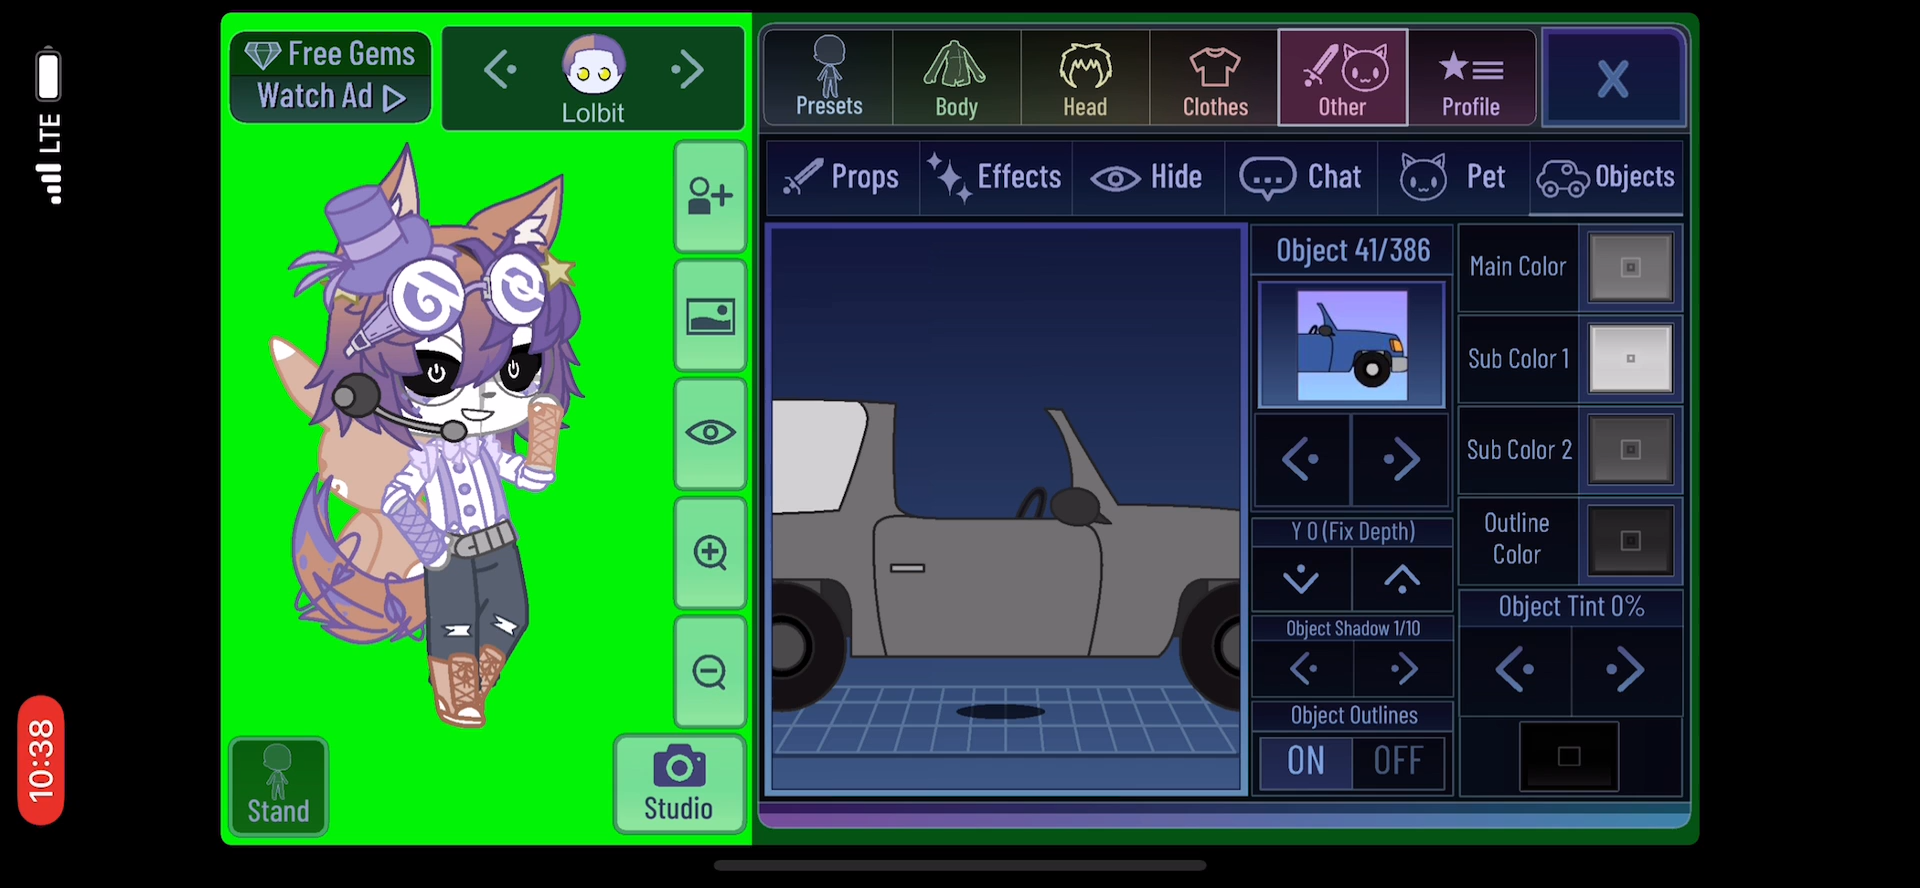 LTE
10:38
Free Gems
Watch Ad
Lolbit
Presets
Body
Head
Clothes
Other
Profile
X
Props
Effects
Hide
Chat
Pet
Objects
Object 41/386
Main Color
Sub Color 1
Sub Color 2
Outline
Color
Y 0 (Fix Depth)
Object Shadow 1/10
Object Outlines
ON OFF
Object Tint 0%
Stand
Studio